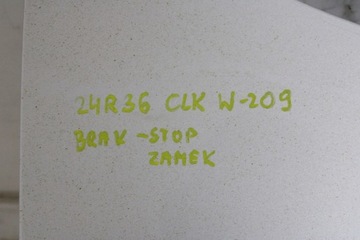 24R36 CLK W-209
BRAK - STOP
ZAMEK